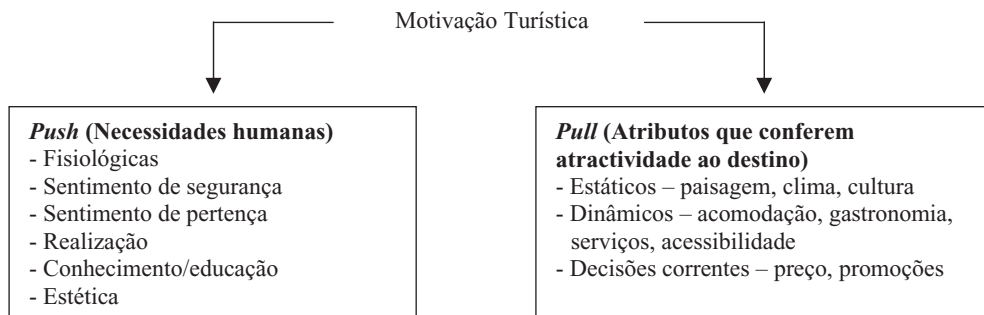 Motivação Turística
Push (Necessidades humanas)
- Fisiológicas
- Sentimento de segurança
- Sentimento de pertença
- Realização
- Conhecimento/educação
- Estética
Pull (Atributos que conferem
atractividade ao destino)
- Estáticos – paisagem, clima, cultura
- Dinâmicos – acomodação, gastronomia,
serviços, acessibilidade
- Decisões correntes – preço, promoções